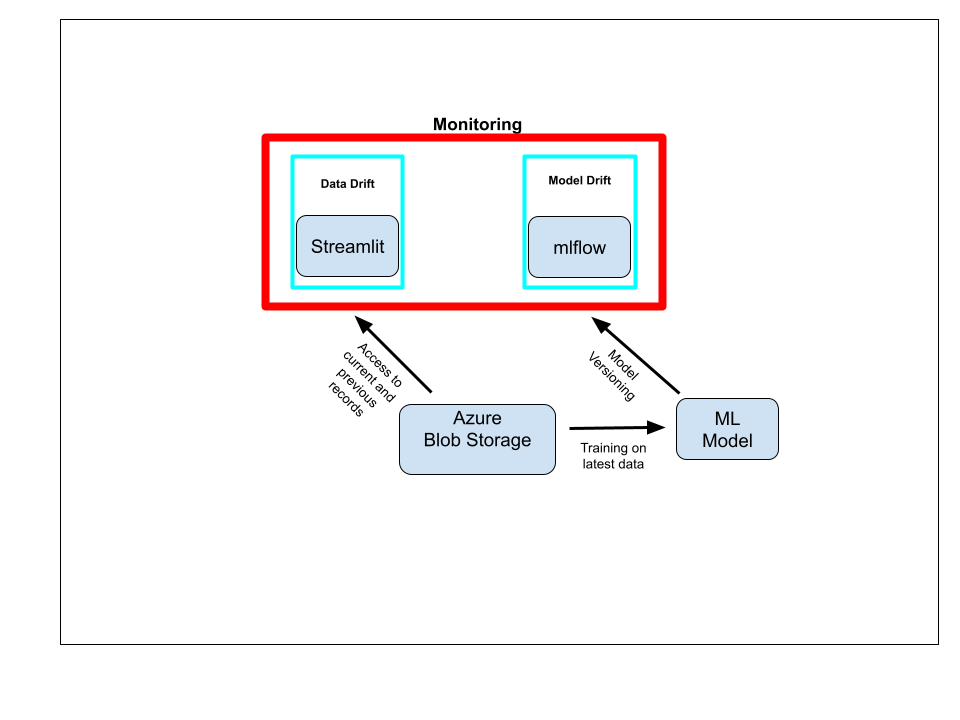 Monitoring
Data Drift
Model Drift
Streamlit
mlflow
Access to
current and
previous
records
Model
Versioning
Azure
Blob Storage
ML
Model
Training on
latest data